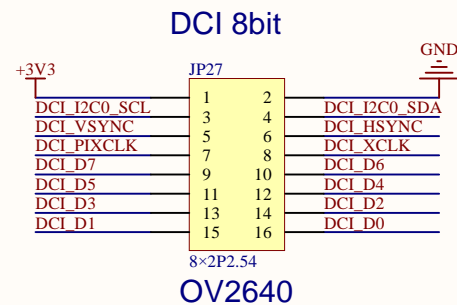 DCI 8bit
GND
+3V3
JP27
1 2
DCI_I2C0_SCL 3 4 DCI_I2C0_SDA
DCI_VSYNC 5 6 DCI_HSYNC
DCI_PIXCLK 7 8 DCI_XCLK
DCI_D7 9 10 DCI_D6
DCI_D5 11 12 DCI_D4
DCI_D3 13 14 DCI_D2
DCI_D1 15 16 DCI_D0
8×2P2.54
OV2640